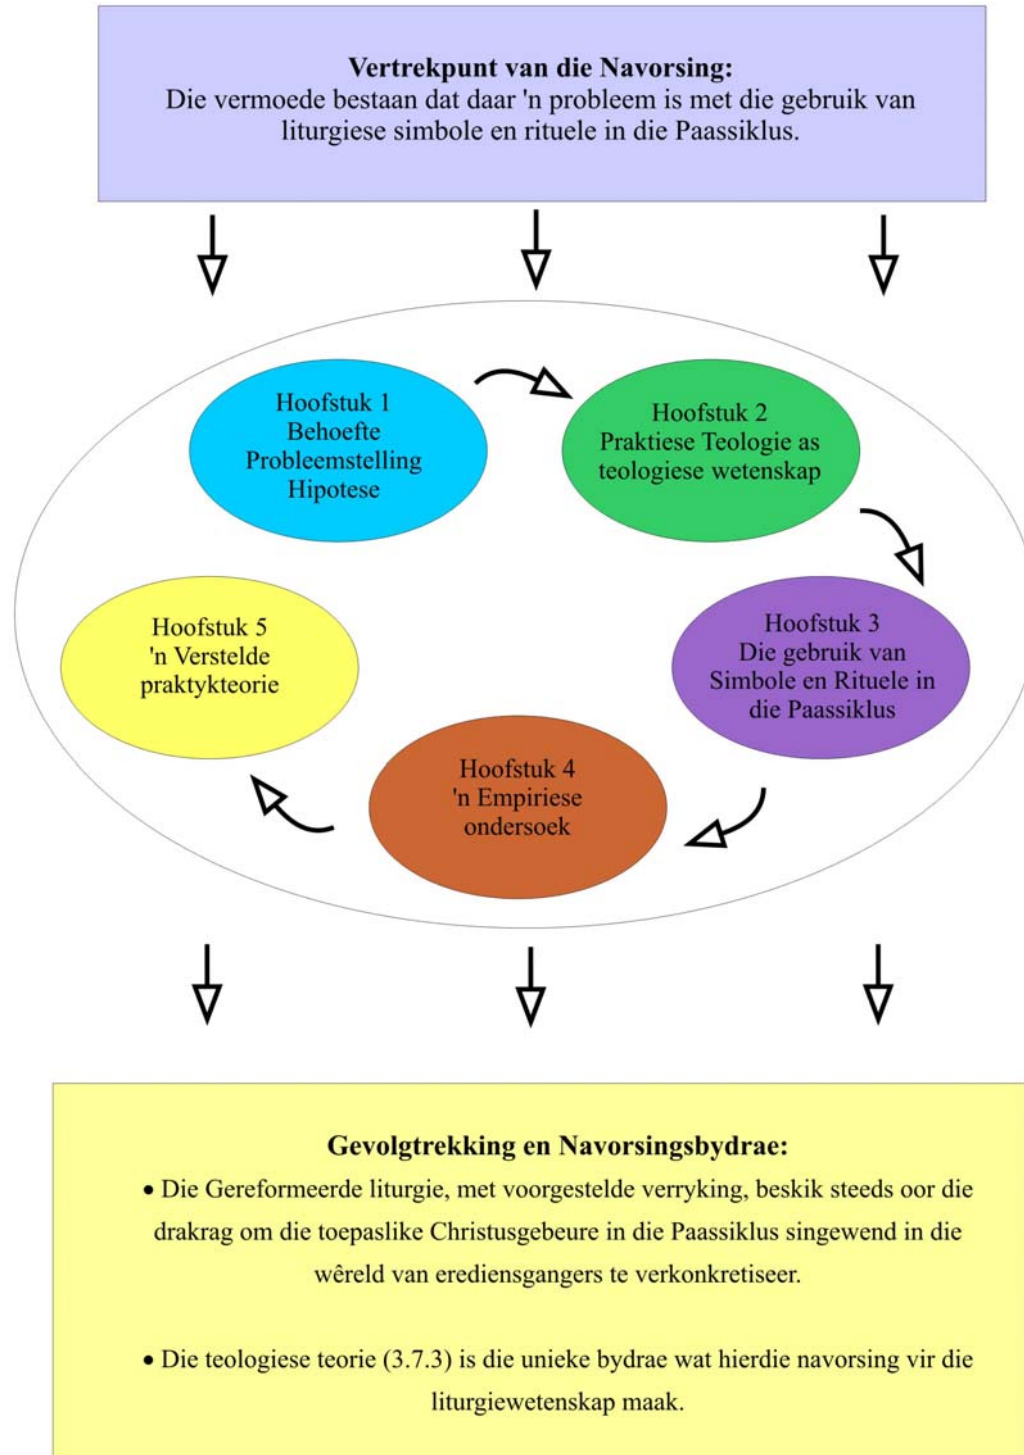 Vertrekpunt van die Navorsing:
Die vermoede bestaan dat daar 'n probleem is met die gebruik van
liturgiese simbole en rituele in die Paassiklus.
Hoofstuk 1
Behoefte
Probleemstelling
Hipotese
Hoofstuk 2
Praktiese Teologie as
teologiese wetenskap
Hoofstuk 3
Die gebruik van
Simbole en Rituele in
die Paassiklus
Hoofstuk 4
'n Empiriese
ondersoek
Hoofstuk 5
'n Verstelde
praktykteorie
Gevolgtrekking en Navorsingsbydrae:
• Die Gereformeerde liturgie, met voorgestelde verryking, beskik steeds oor die
drakrag om die toepaslike Christusgebeure in die Paassiklus singewend in die
wêreld van erediensgangers te verkonkretiseer.
• Die teologiese teorie (3.7.3) is die unieke bydrae wat hierdie navorsing vir die
liturgiewetenskap maak.